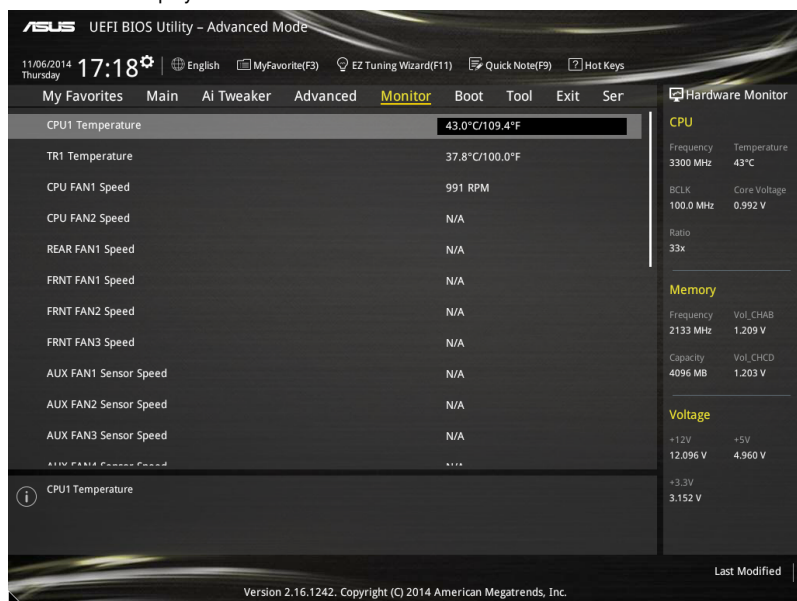 ASUS UEFI BIOS Utility – Advanced Mode
11/06/2014 Thursday 17:18 English MyFavorite(F3) EZ Tuning Wizard(F11) Quick Note(F9) ? Hot Keys
My Favorites Main Ai Tweaker Advanced Monitor Boot Tool Exit Ser
CPU1 Temperature 43.0°C/109.4°F
TR1 Temperature 37.8°C/100.0°F
CPU FAN1 Speed 991 RPM
CPU FAN2 Speed N/A
REAR FAN1 Speed N/A
FRNT FAN1 Speed N/A
FRNT FAN2 Speed N/A
FRNT FAN3 Speed N/A
AUX FAN1 Sensor Speed N/A
AUX FAN2 Sensor Speed N/A
AUX FAN3 Sensor Speed N/A
AUX FAN4 Sensor Speed N/A
i CPU1 Temperature
Hardware Monitor
CPU
Frequency Temperature
3300 MHz 43°C
BCLK Core Voltage
100.0 MHz 0.992 V
Ratio
33x
Memory
Frequency Vol_CHAB
2133 MHz 1.209 V
Capacity Vol_CHCD
4096 MB 1.203 V
Voltage
+12V +5V
12.096 V 4.960 V
+3.3V
3.152 V
Last Modified
Version 2.16.1242. Copyright (C) 2014 American Megatrends, Inc.